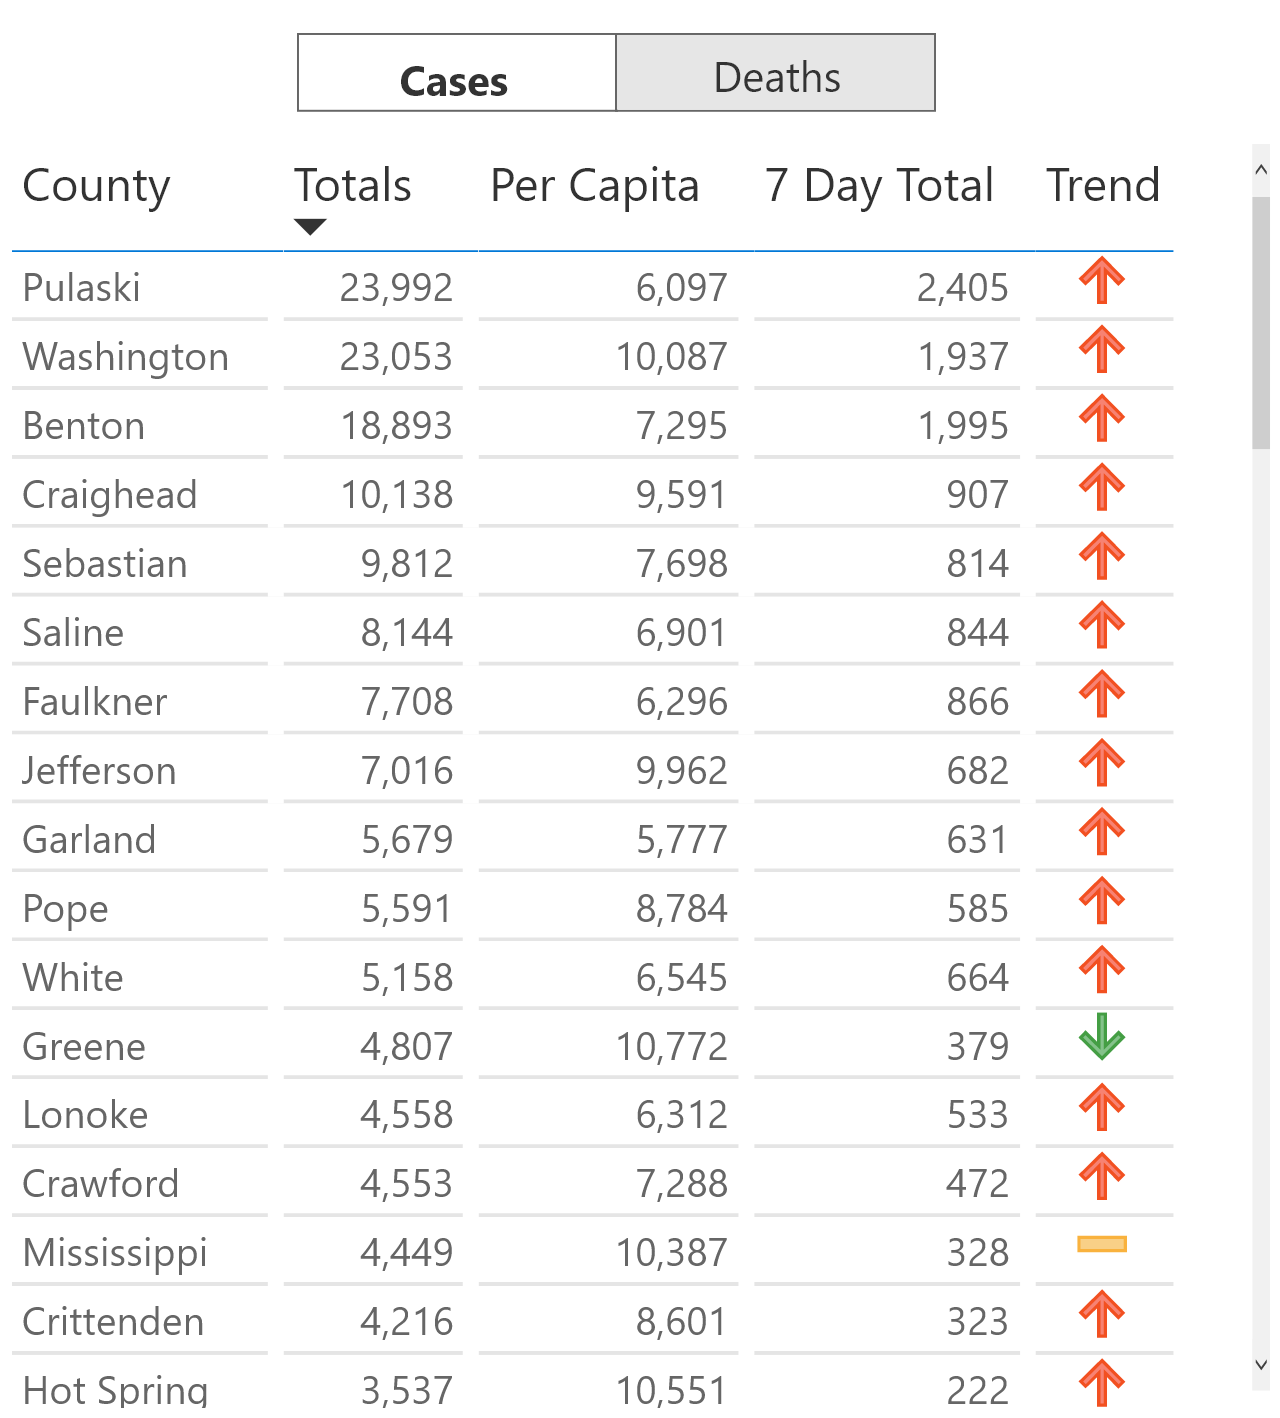 Cases Deaths
County Totals Per Capita 7 Day Total Trend
Pulaski 23,992 6,097 2,405
Washington 23,053 10,087 1,937
Benton 18,893 7,295 1,995
Craighead 10,138 9,591 907
Sebastian 9,812 7,698 814
Saline 8,144 6,901 844
Faulkner 7,708 6,296 866
Jefferson 7,016 9,962 682
Garland 5,679 5,777 631
Pope 5,591 8,784 585
White 5,158 6,545 664
Greene 4,807 10,772 379
Lonoke 4,558 6,312 533
Crawford 4,553 7,288 472
Mississippi 4,449 10,387 328
Crittenden 4,216 8,601 323
Hot Spring 3,537 10,551 222